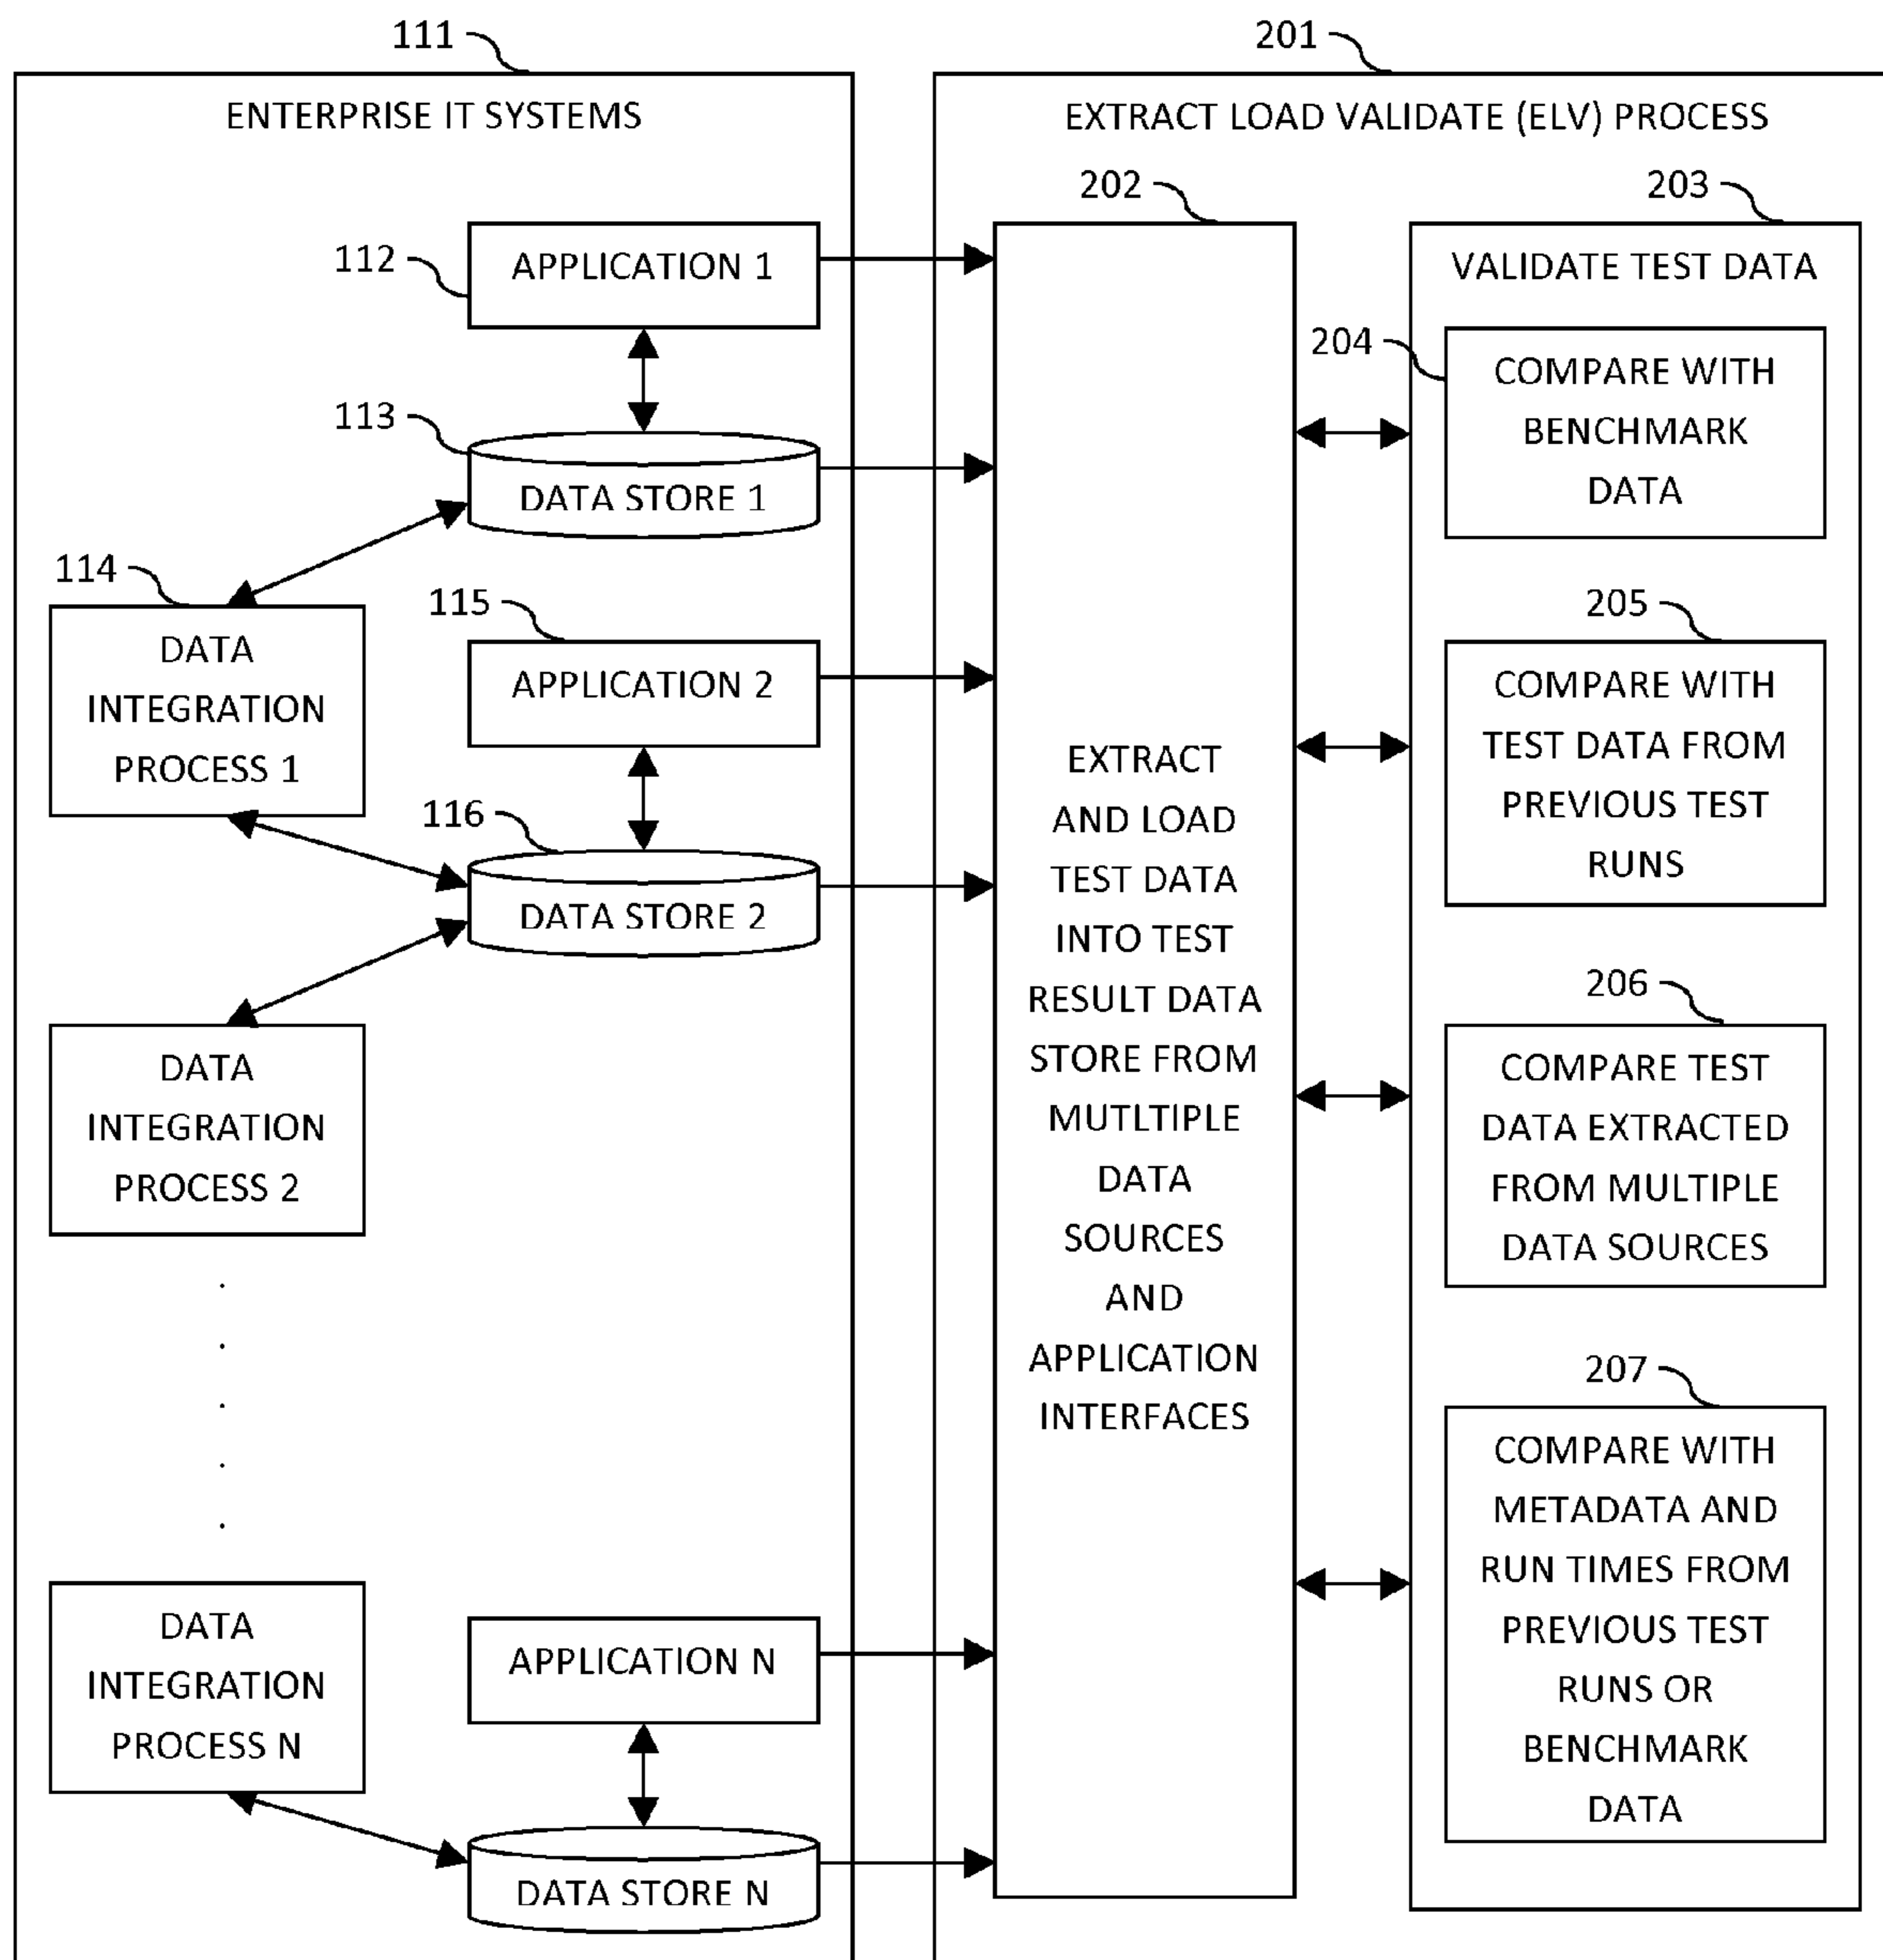 111
201
ENTERPRISE IT SYSTEMS
EXTRACT LOAD VALIDATE (ELV) PROCESS
112
APPLICATION 1
113
DATA STORE 1
114
DATA
INTEGRATION
PROCESS 1
115
APPLICATION 2
116
DATA STORE 2
DATA
INTEGRATION
PROCESS 2
.
.
.
.
.
DATA
INTEGRATION
PROCESS N
APPLICATION N
DATA STORE N
202
EXTRACT
AND LOAD
TEST DATA
INTO TEST
RESULT DATA
STORE FROM
MUTLTIPLE
DATA
SOURCES
AND
APPLICATION
INTERFACES
203
VALIDATE TEST DATA
204
COMPARE WITH
BENCHMARK
DATA
205
COMPARE WITH
TEST DATA FROM
PREVIOUS TEST
RUNS
206
COMPARE TEST
DATA EXTRACTED
FROM MULTIPLE
DATA SOURCES
207
COMPARE WITH
METADATA AND
RUN TIMES FROM
PREVIOUS TEST
RUNS OR
BENCHMARK
DATA